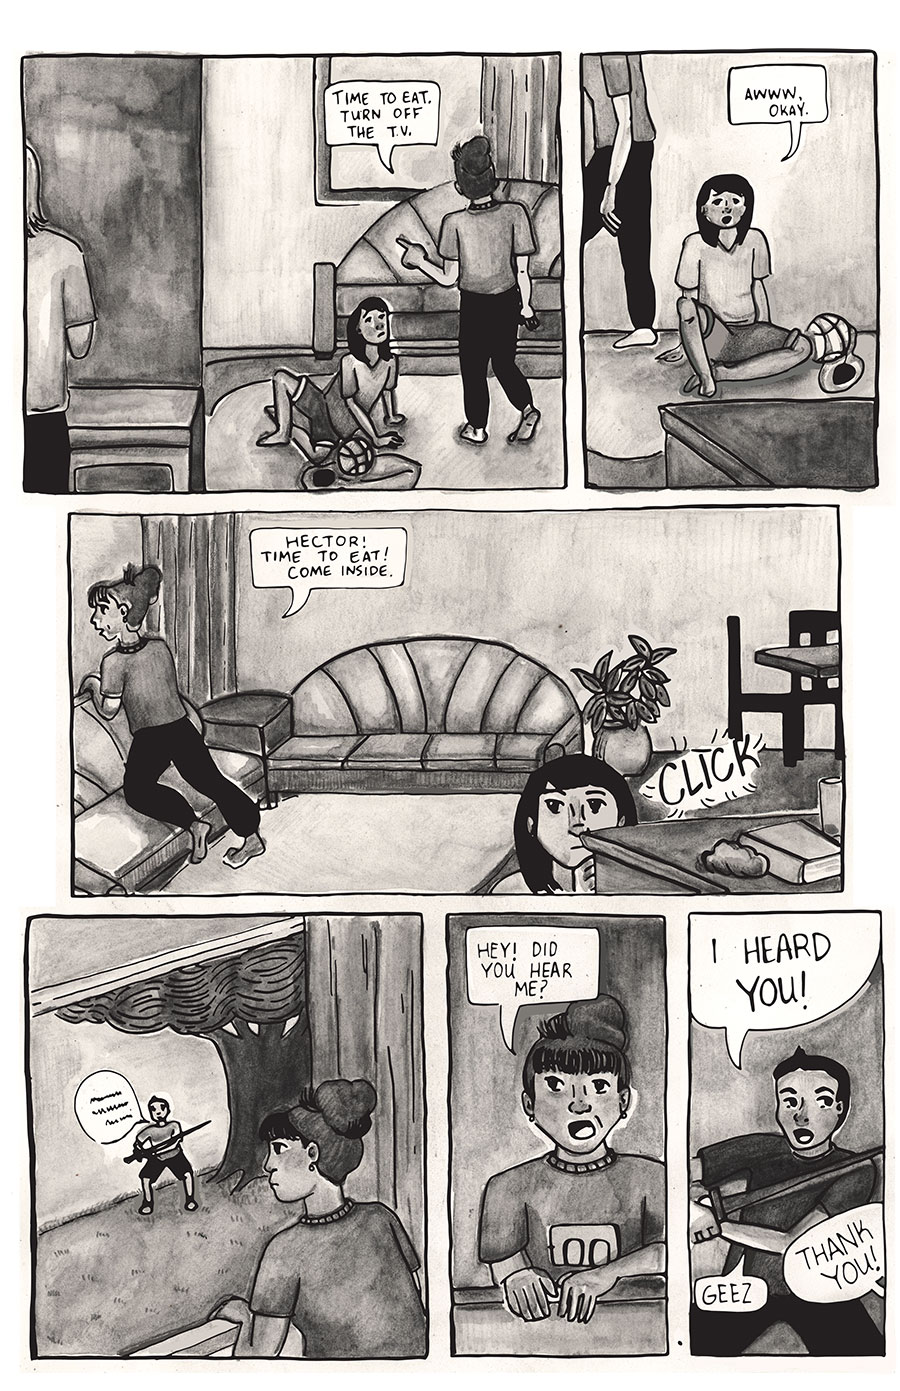 TIME TO EAT.
TURN OFF
THE T.V.
AWWW,
OKAY.
HECTOR!
TIME TO EAT!
COME INSIDE.
CLICK
HEY! DID
YOU HEAR
ME?
100
I HEARD
YOU!
GEEZ
THANK
YOU!